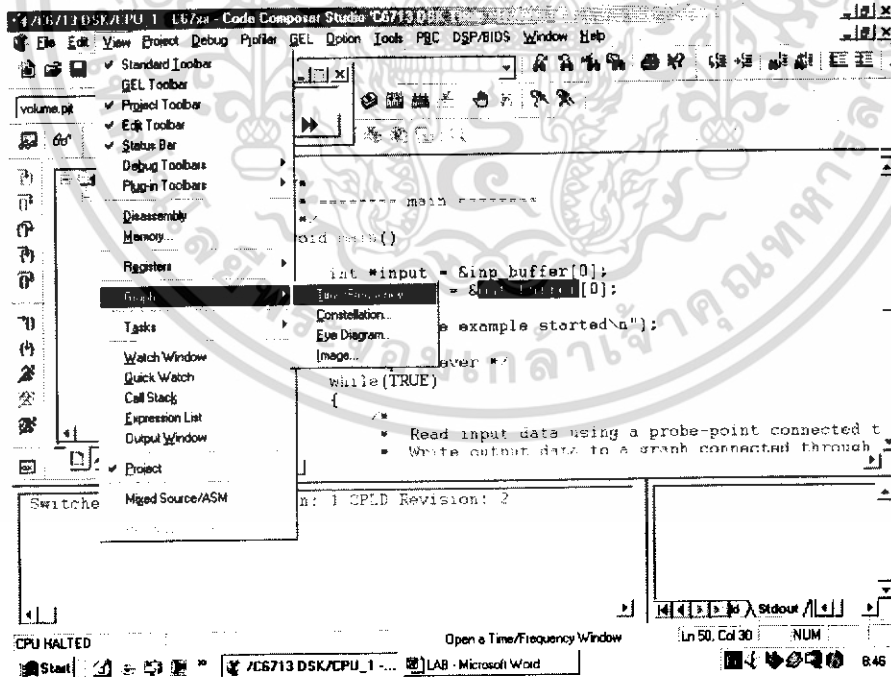 /C6713 DSK/CPU_1 - C67xx - Code Composer Studio 'C6713 DSK
File Edit View Project Debug Profiler GEL Option Tools PBC DSP/BIOS Window Help
Standard Toolbar
GEL Toolbar
volume.pjt
Project Toolbar
Edit Toolbar
Status Bar
Debug Toolbars
Plug-in Toolbars
Disassembly
Memory...
Registers
Graph
Tasks
Watch Window
Quick Watch
Call Stack
Expression List
Output Window
Project
Mixed Source/ASM
Time/Frequency...
Constellation...
Eye Diagram...
Image...
======== main ========
*/
void main()
int *input = &inp_buffer[0];
= &out_buffer[0];
e example started\n");
ever */
while(TRUE)
{
/*
* Read input data using a probe-point connected t
* Write output data to a graph connected through
Switche n: 1 CPLD Revision: 2
Stdout
CPU HALTED
Open a Time/Frequency Window
Ln 50, Col 30
NUM
Start
/C6713 DSK/CPU_1 -...
LAB - Microsoft Word
8:46